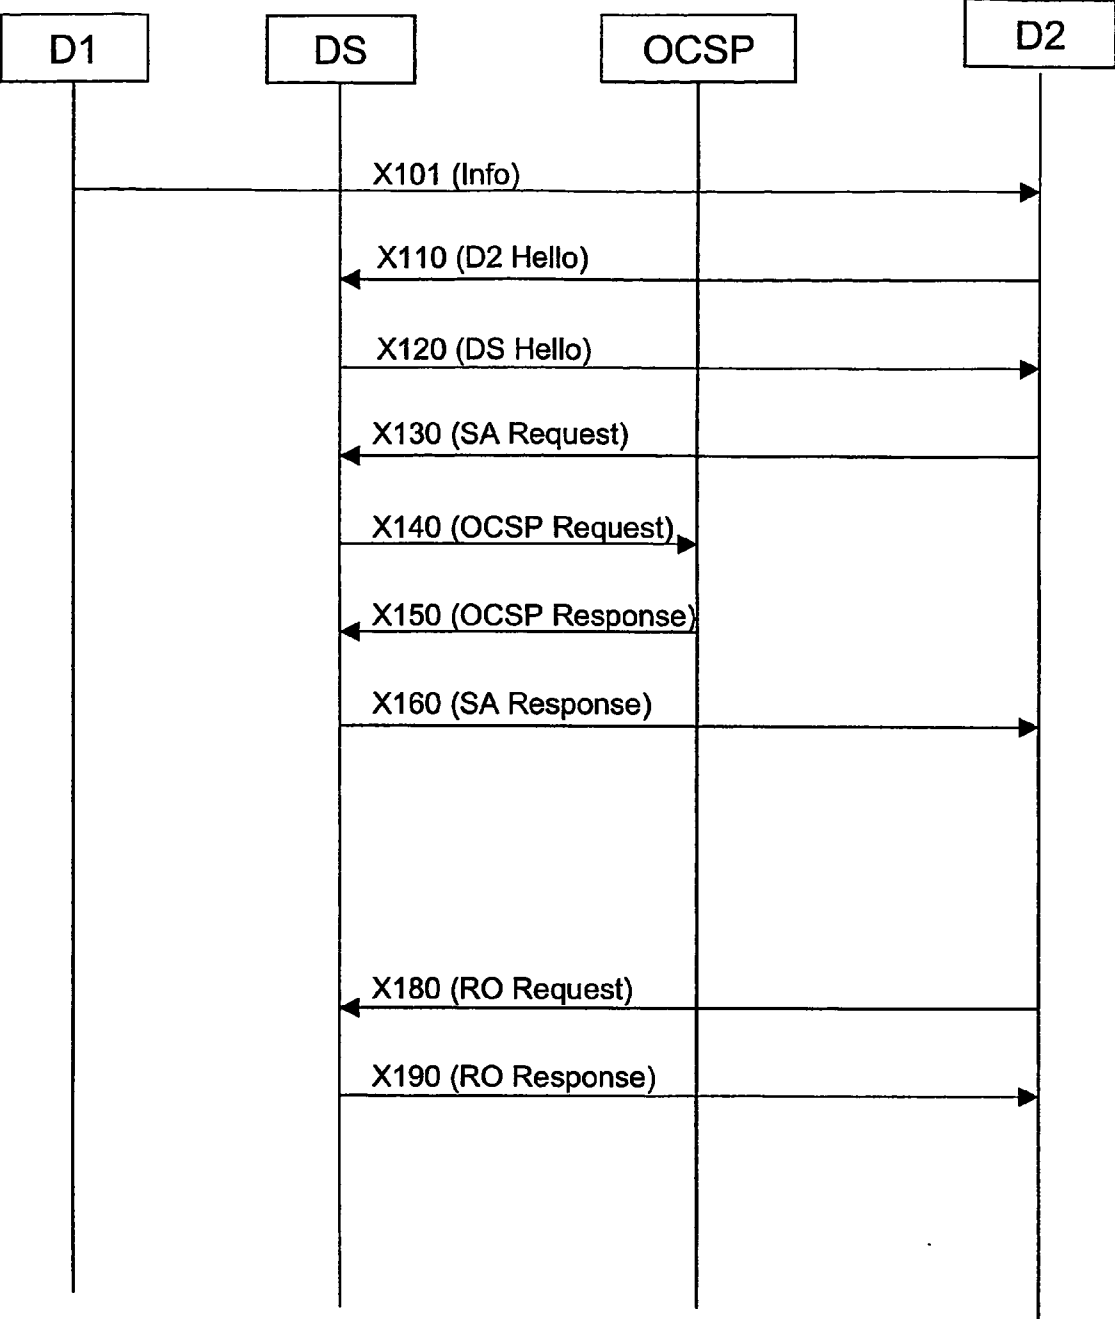 D1 DS OCSP D2
X101 (Info)
X110 (D2 Hello)
X120 (DS Hello)
X130 (SA Request)
X140 (OCSP Request)
X150 (OCSP Response)
X160 (SA Response)
X180 (RO Request)
X190 (RO Response)